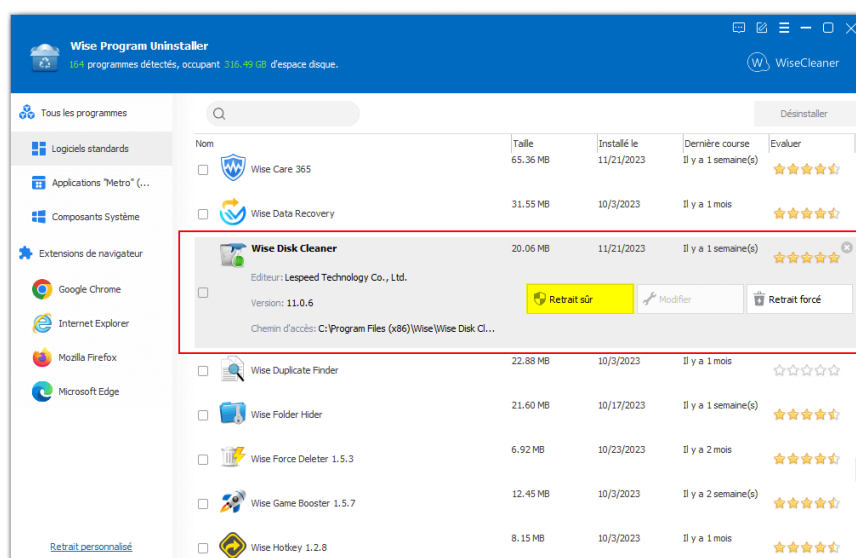 Wise Program Uninstaller
164 programmes détectés, occupant 316.49 GB d'espace disque.
W WiseCleaner
Tous les programmes
Logiciels standards
Applications "Metro" (...
Composants Système
Extensions de navigateur
Google Chrome
Internet Explorer
Mozilla Firefox
Microsoft Edge
Retrait personnalisé
Désinstaller
Nom Taille Installé le Dernière course Evaluer
Wise Care 365 65.36 MB 11/21/2023 Il y a 1 semaine(s)
Wise Data Recovery 31.55 MB 10/3/2023 Il y a 1 mois
Wise Disk Cleaner 20.06 MB 11/21/2023 Il y a 1 semaine(s)
Editeur: Lespeed Technology Co., Ltd.
Version: 11.0.6
Retrait sûr Modifier Retrait forcé
Chemin d'accès: C:\Program Files (x86)\Wise\Wise Disk Cl...
Wise Duplicate Finder 22.88 MB 10/3/2023 Il y a 1 mois
Wise Folder Hider 21.60 MB 10/17/2023 Il y a 1 semaine(s)
Wise Force Deleter 1.5.3 6.92 MB 10/23/2023 Il y a 2 mois
Wise Game Booster 1.5.7 12.45 MB 10/3/2023 Il y a 2 semaine(s)
Wise Hotkey 1.2.8 8.15 MB 10/3/2023 Il y a 1 mois